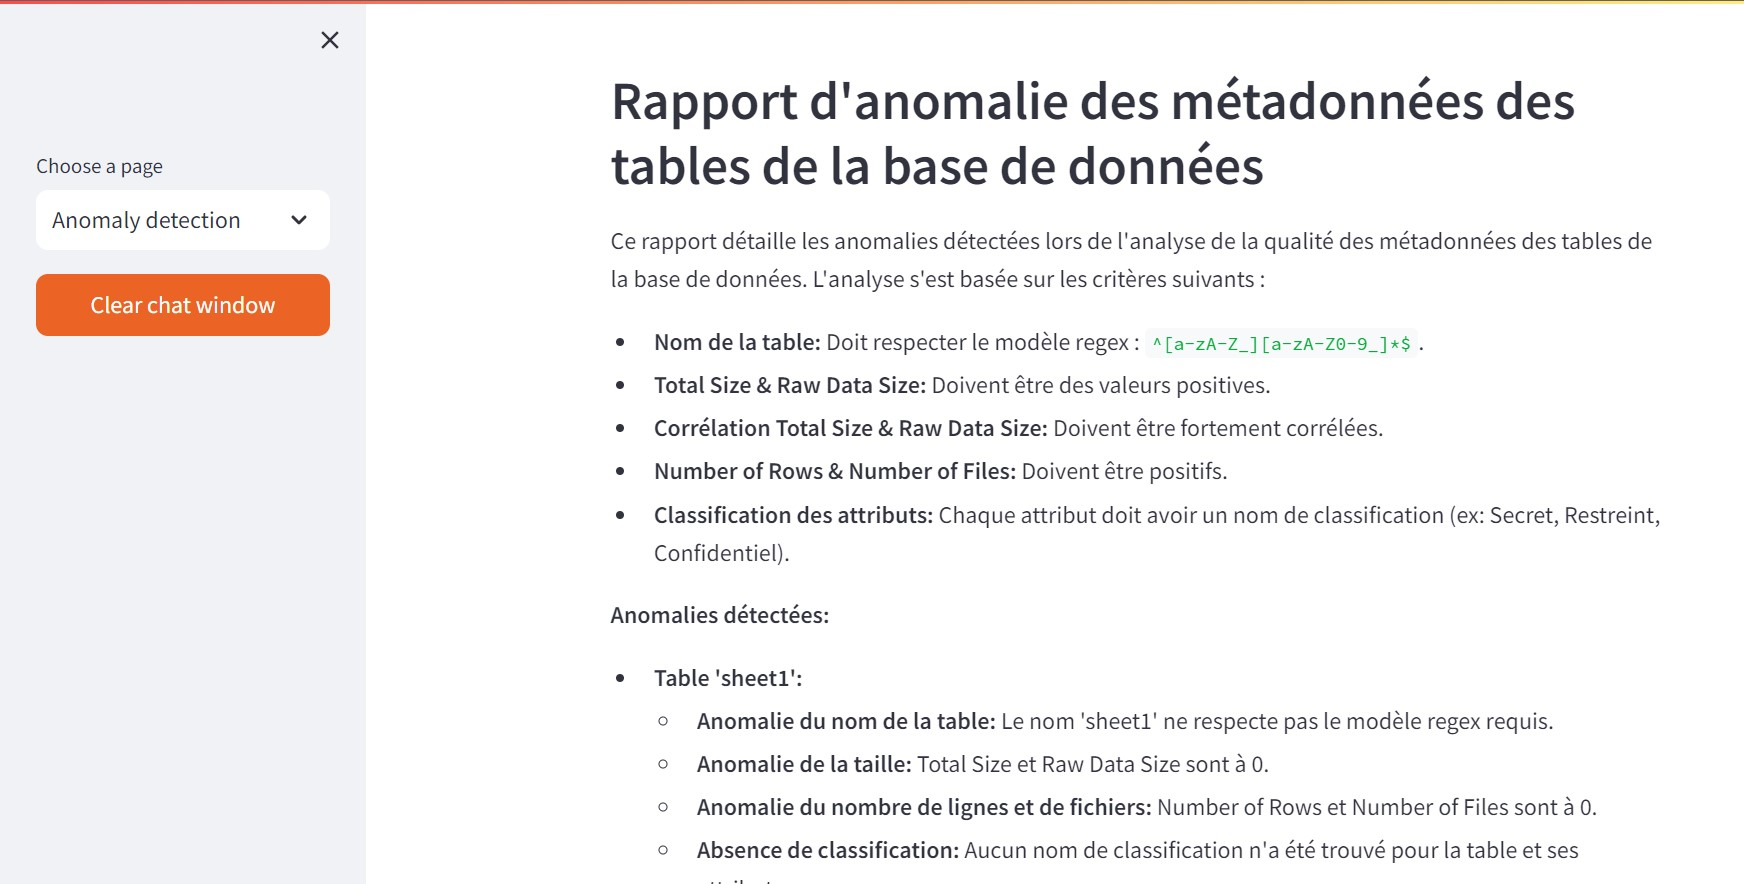 Choose a page
Anomaly detection
Clear chat window
Rapport d'anomalie des métadonnées des
tables de la base de données
Ce rapport détaille les anomalies détectées lors de l'analyse de la qualité des métadonnées des tables de
la base de données. L'analyse s'est basée sur les critères suivants :
Nom de la table: Doit respecter le modèle regex : ^[a-zA-Z_][a-zA-Z0-9_]*$ .
Total Size & Raw Data Size: Doivent être des valeurs positives.
Corrélation Total Size & Raw Data Size: Doivent être fortement corrélées.
Number of Rows & Number of Files: Doivent être positifs.
Classification des attributs: Chaque attribut doit avoir un nom de classification (ex: Secret, Restreint,
Confidentiel).
Anomalies détectées:
Table 'sheet1':
Anomalie du nom de la table: Le nom 'sheet1' ne respecte pas le modèle regex requis.
Anomalie de la taille: Total Size et Raw Data Size sont à 0.
Anomalie du nombre de lignes et de fichiers: Number of Rows et Number of Files sont à 0.
Absence de classification: Aucun nom de classification n'a été trouvé pour la table et ses